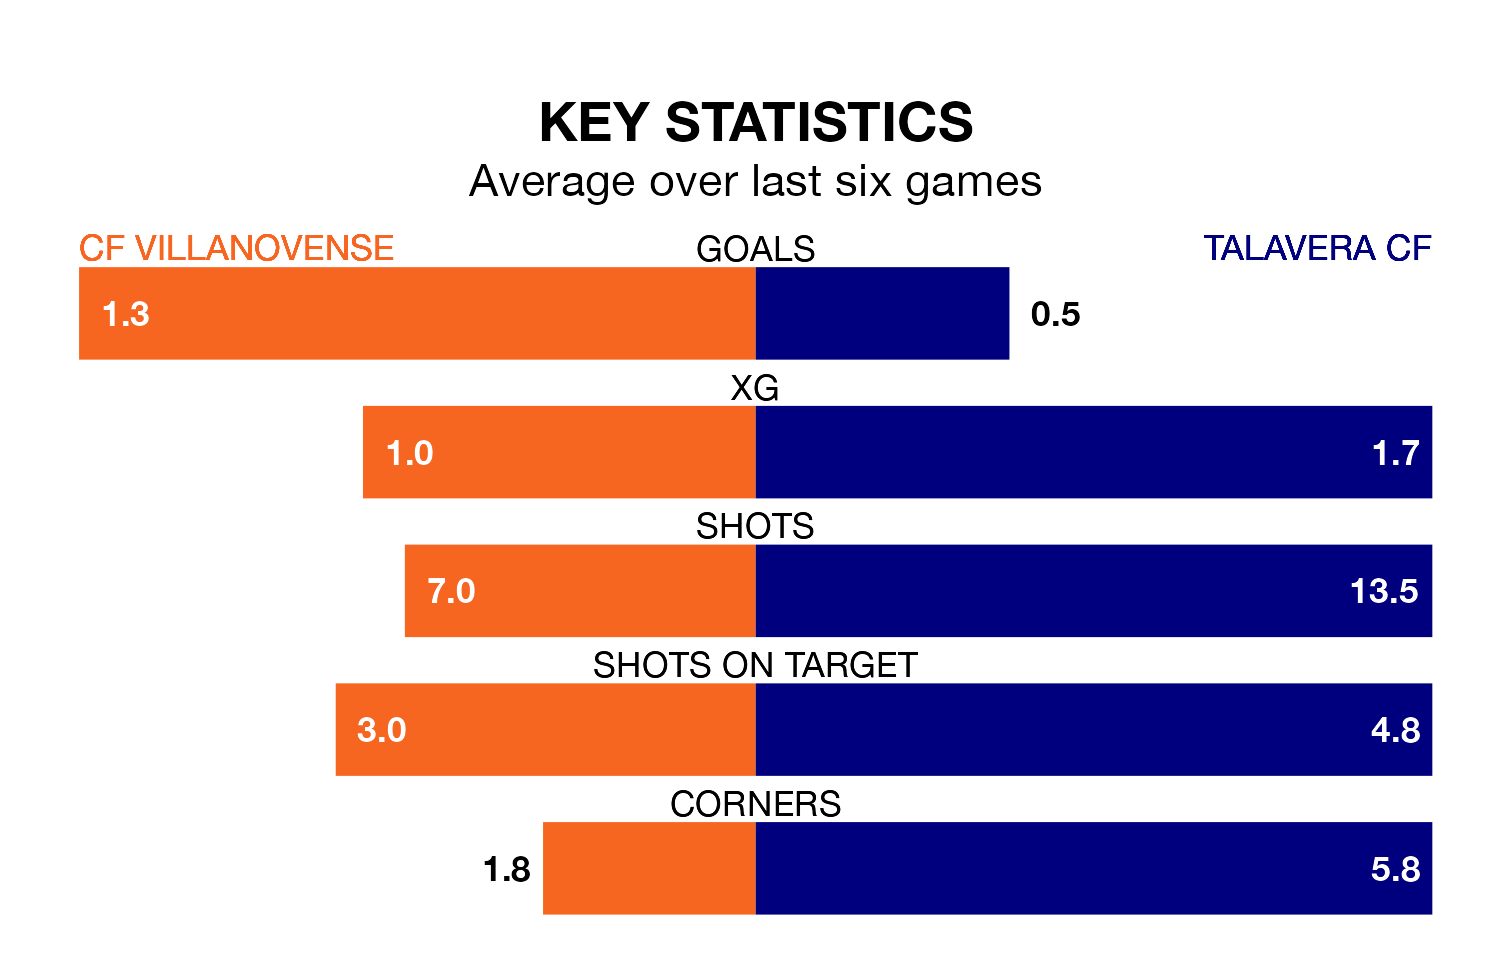 KEY STATISTICS
Average over last six games
CF VILLANOVENSE GOALS TALAVERA CF
1.3 0.5
XG
1.0 1.7
SHOTS
7.0 13.5
SHOTS ON TARGET
3.0 4.8
CORNERS
1.8 5.8